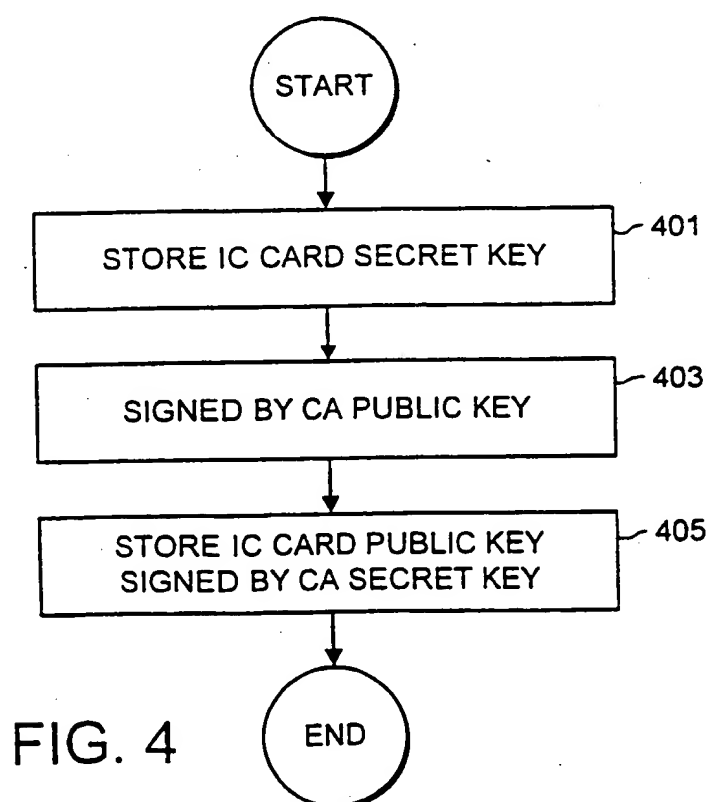 START
STORE IC CARD SECRET KEY
401
SIGNED BY CA PUBLIC KEY
403
STORE IC CARD PUBLIC KEY
SIGNED BY CA SECRET KEY
405
END
FIG. 4